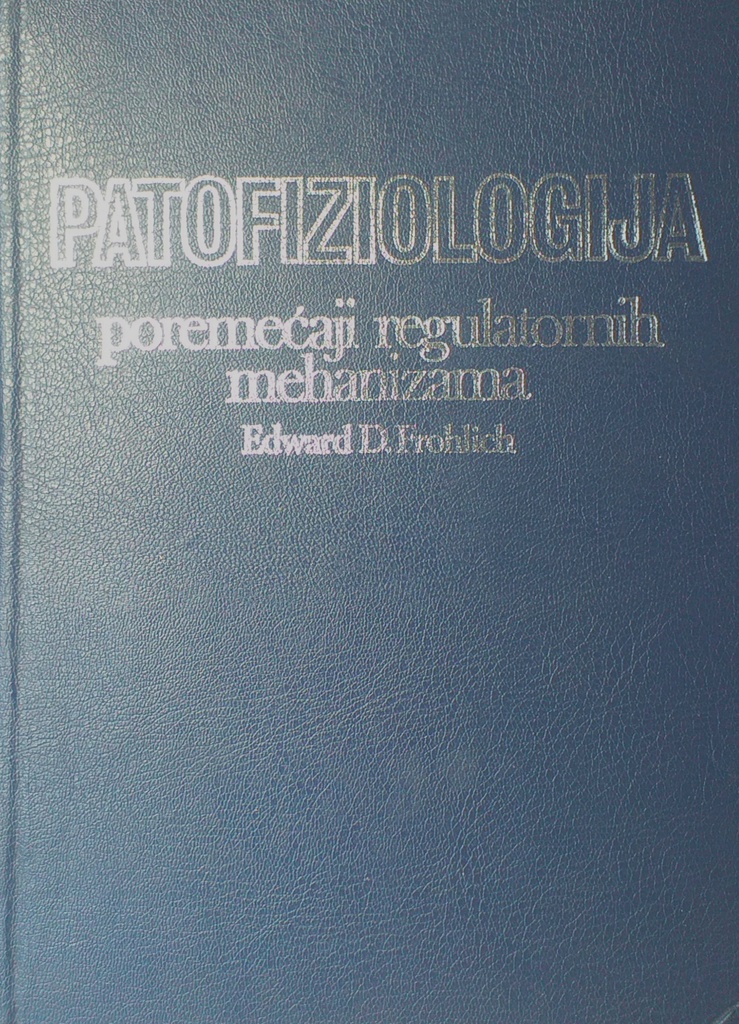 PATOFIZIOLOGIJA
poremećaji regulatornih
mehanizama
Edward D. Frohlich